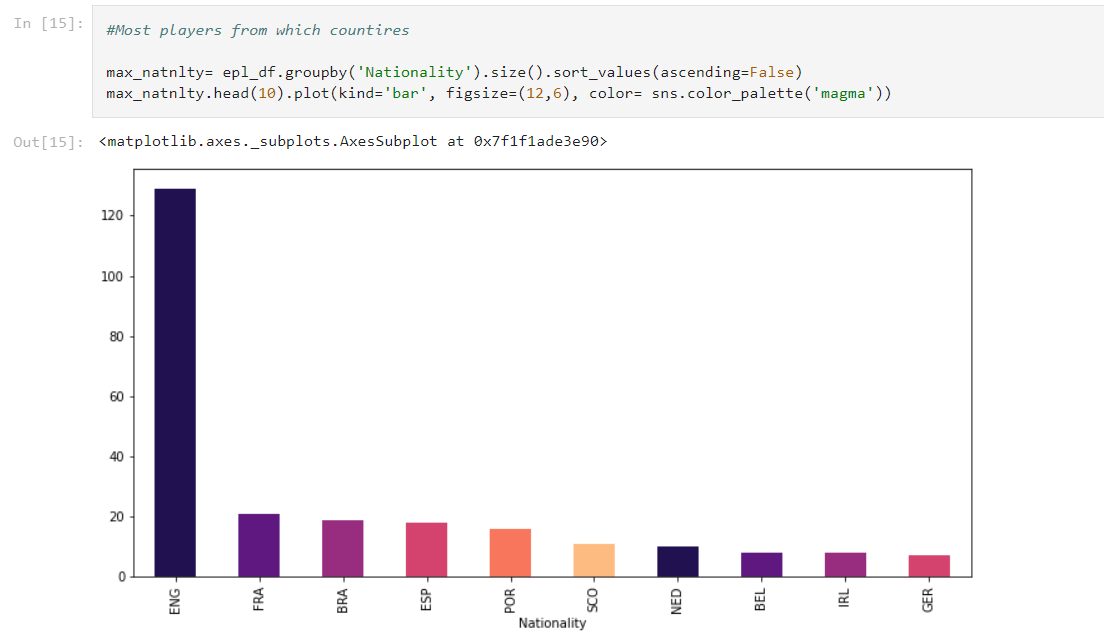 In [15]:
#Most players from which countires
max_natnlty= epl_df.groupby('Nationality').size().sort_values(ascending=False)
max_natnlty.head(10).plot(kind='bar', figsize=(12,6), color= sns.color_palette('magma'))
Out[15]: <matplotlib.axes._subplots.AxesSubplot at 0x7f1f1ade3e90>
120
100
80
60
40
20
0
ENG FRA BRA ESP POR SCO NED BEL IRL GER
Nationality